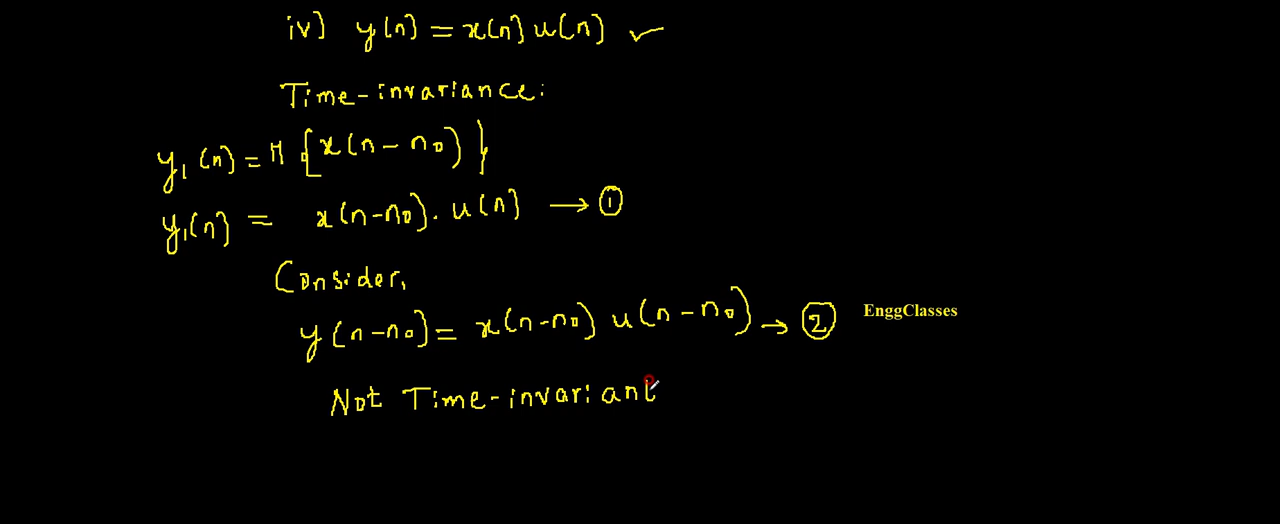 iv) y(n) = x(n) u(n) ✓
Time-invariance:
y₁(n) = H {x(n-n₀)}
y₁(n) = x(n-n₀). u(n) → ①
Consider,
y(n-n₀) = x(n-n₀) u(n-n₀) → ②
EnggClasses
Not Time-invariant